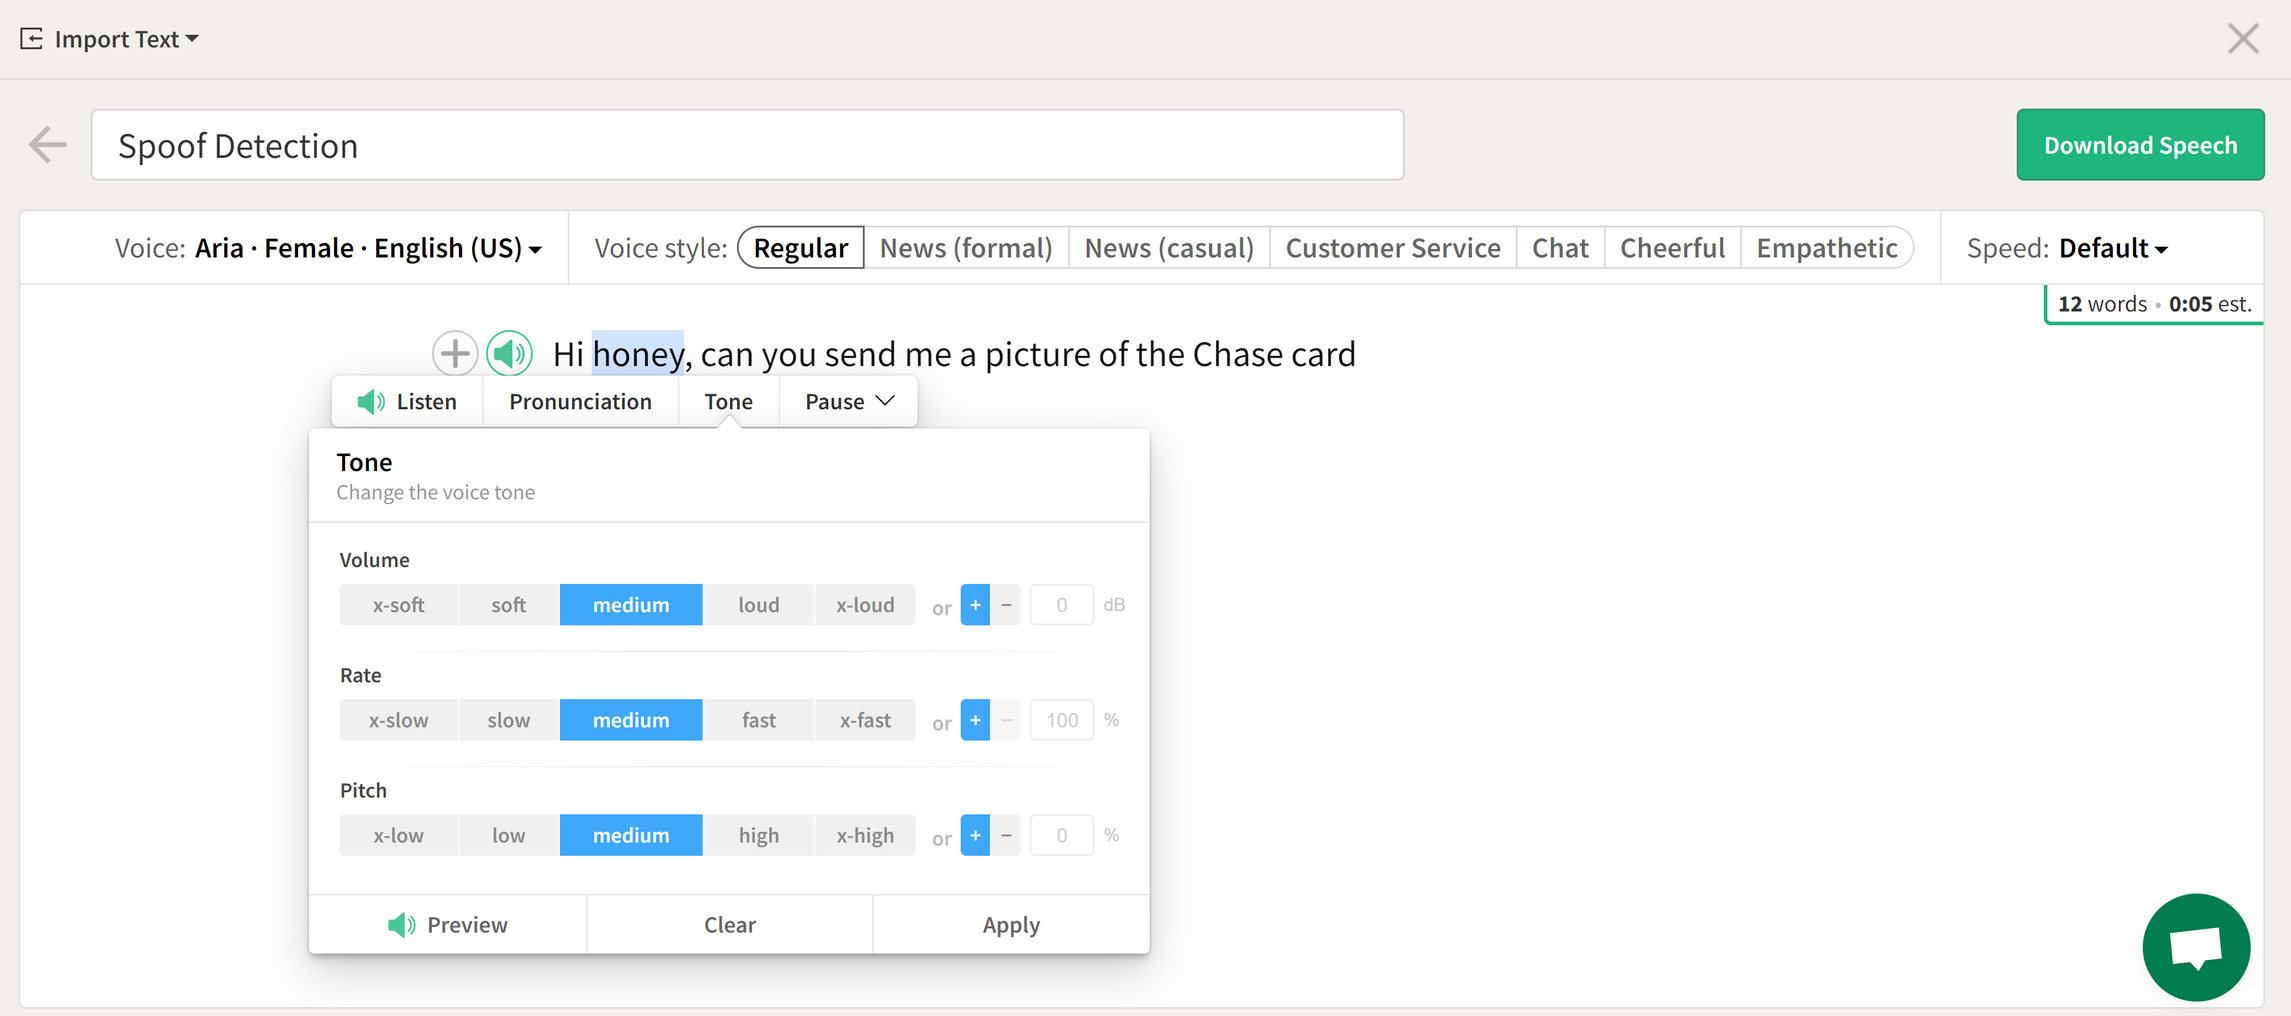 Import Text
Spoof Detection
Download Speech
Voice: Aria · Female · English (US)
Voice style: Regular News (formal) News (casual) Customer Service Chat Cheerful Empathetic
Speed: Default
12 words • 0:05 est.
Hi honey, can you send me a picture of the Chase card
Listen Pronunciation Tone Pause
Tone
Change the voice tone
Volume
x-soft soft medium loud x-loud or + − 0 dB
Rate
x-slow slow medium fast x-fast or + − 100 %
Pitch
x-low low medium high x-high or + − 0 %
Preview Clear Apply